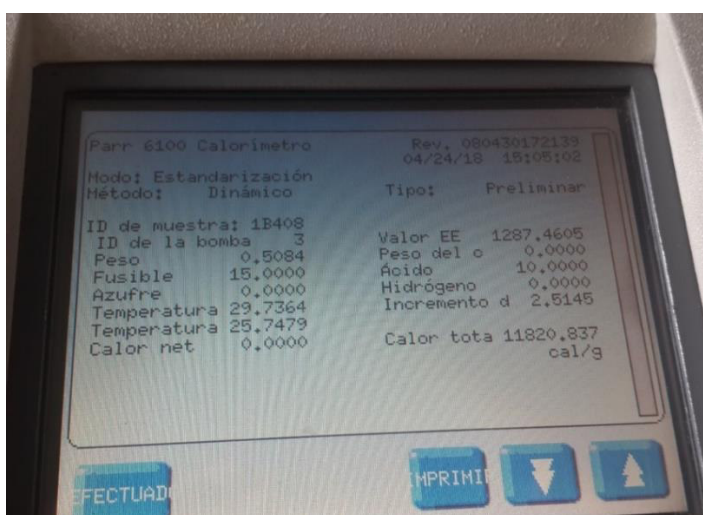 Parr 6100 Calorímetro Rev. 080430172139
04/24/18 15:05:02
Modo: Estandarización
Método: Dinámico Tipo: Preliminar
ID de muestra: 1B408
ID de la bomba 3 Valor EE 1287.4605
Peso 0.5084 Peso del o 0.0000
Fusible 15.0000 Ácido 10.0000
Azufre 0.0000 Hidrógeno 0.0000
Temperatura 29.7364 Incremento d 2.5145
Temperatura 25.7479
Calor net 0.0000 Calor tota 11820.837
cal/g
EFECTUAD IMPRIMI